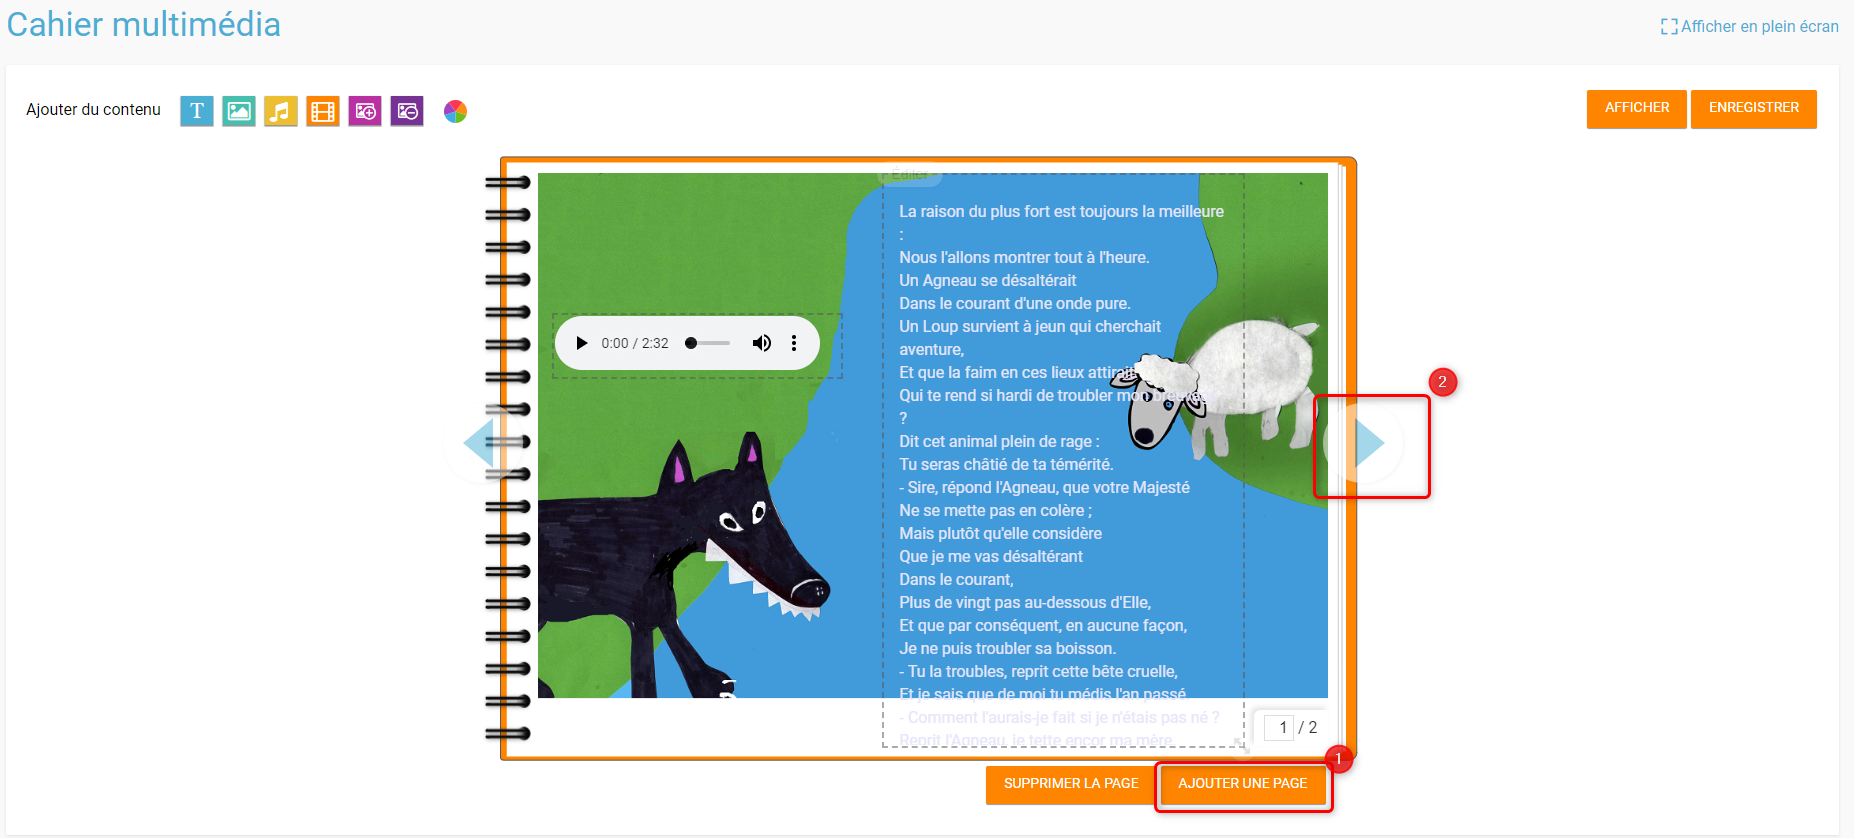 Cahier multimédia
Afficher en plein écran
Ajouter du contenu
T
AFFICHER
ENREGISTRER
Éditer
La raison du plus fort est toujours la meilleure
:
Nous l'allons montrer tout à l'heure.
Un Agneau se désaltérait
Dans le courant d'une onde pure.
Un Loup survient à jeun qui cherchait
aventure,
Et que la faim en ces lieux attirait
Qui te rend si hardi de troubler mon breuvage
?
Dit cet animal plein de rage :
Tu seras châtié de ta témérité.
- Sire, répond l'Agneau, que votre Majesté
Ne se mette pas en colère ;
Mais plutôt qu'elle considère
Que je me vas désaltérant
Dans le courant,
Plus de vingt pas au-dessous d'Elle,
Et que par conséquent, en aucune façon,
Je ne puis troubler sa boisson.
- Tu la troubles, reprit cette bête cruelle,
Et je sais que de moi tu médis l'an passé
- Comment l'aurais-je fait si je n'étais pas né ?
Reprit l'Agneau, je tette encor ma mère
0:00 / 2:32
2
1 / 2
1
SUPPRIMER LA PAGE
AJOUTER UNE PAGE